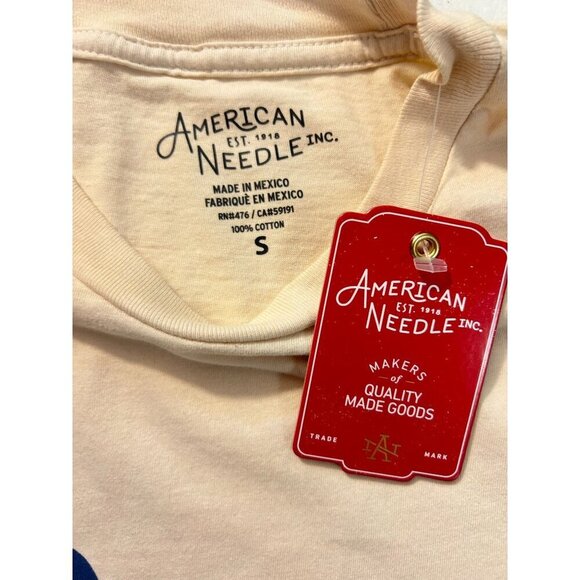 AMERICAN
EST. 1918
NEEDLE INC.
MADE IN MEXICO
FABRIQUÈ EN MEXICO
RN#476 / CA#59191
100% COTTON
S
AMERICAN
EST. 1918
NEEDLE INC.
MAKERS
of
QUALITY
MADE GOODS
TRADE AN MARK